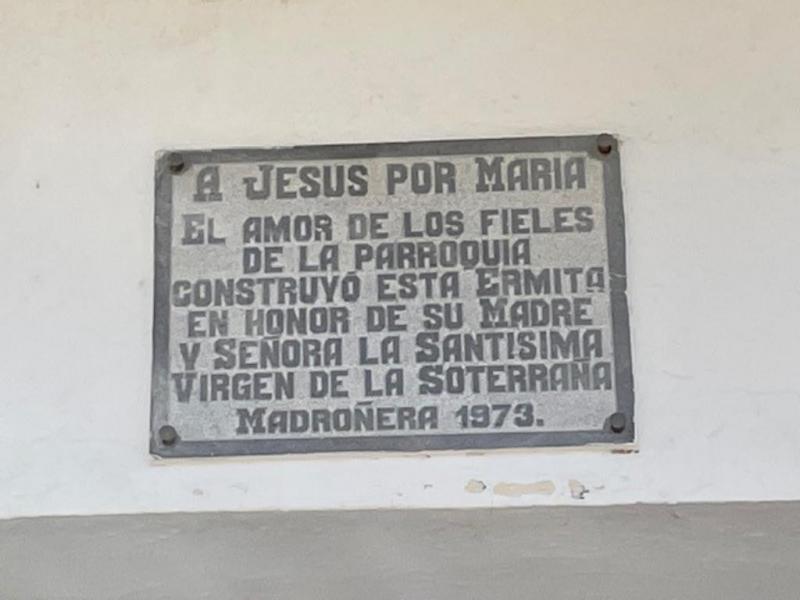 A JESUS POR MARIA
EL AMOR DE LOS FIELES
DE LA PARROQUIA
CONSTRUYÓ ESTA ERMITA
EN HONOR DE SU MADRE
Y SEÑORA LA SANTISIMA
VIRGEN DE LA SOTERRAÑA
MADROÑERA 1973.